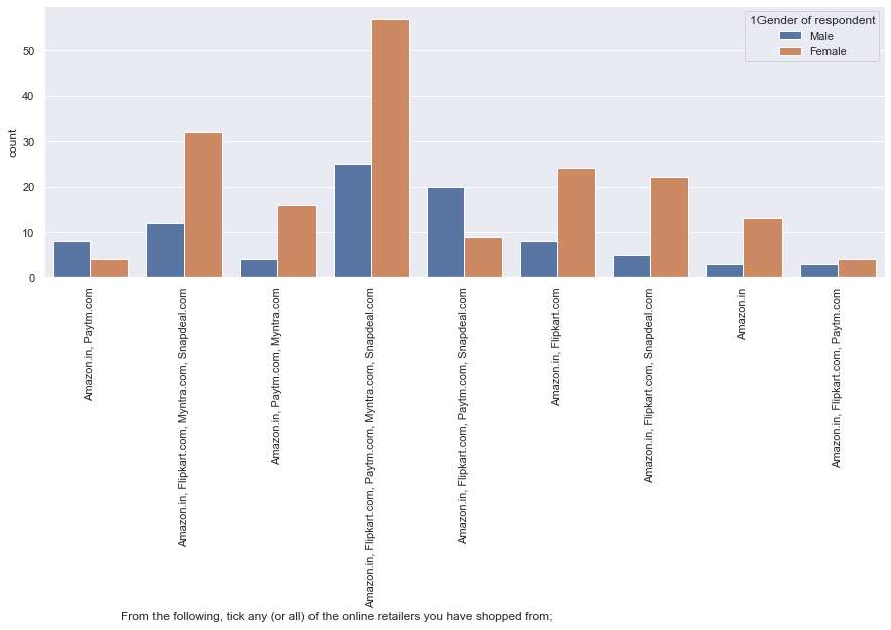 1Gender of respondent
Male
Female
count
50
40
30
20
10
0
Amazon.in, Paytm.com
Amazon.in, Flipkart.com, Myntra.com, Snapdeal.com
Amazon.in, Paytm.com, Myntra.com
Amazon.in, Flipkart.com, Paytm.com, Myntra.com, Snapdeal.com
Amazon.in, Flipkart.com, Paytm.com, Snapdeal.com
Amazon.in, Flipkart.com
Amazon.in, Flipkart.com, Snapdeal.com
Amazon.in
Amazon.in, Flipkart.com, Paytm.com
From the following, tick any (or all) of the online retailers you have shopped from;